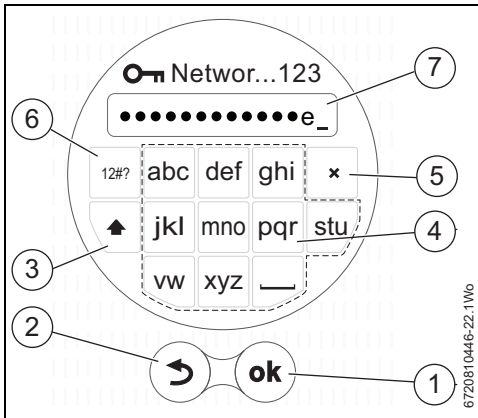 Networ...123
●●●●●●●●●●●●e_
12#? abc def ghi ×
jkl mno pqr stu
vw xyz
ok
1
2
3
4
5
6
7
6720810446-22.1Wo